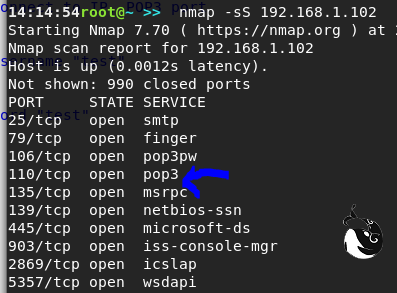 14:14:54root@~ >> nmap -sS 192.168.1.102
Starting Nmap 7.70 ( https://nmap.org ) at
Nmap scan report for 192.168.1.102
Host is up (0.0012s latency).
Not shown: 990 closed ports
PORT     STATE SERVICE
25/tcp   open  smtp
79/tcp   open  finger
106/tcp  open  pop3pw
110/tcp  open  pop3
135/tcp  open  msrpc
139/tcp  open  netbios-ssn
445/tcp  open  microsoft-ds
903/tcp  open  iss-console-mgr
2869/tcp open  icslap
5357/tcp open  wsdapi